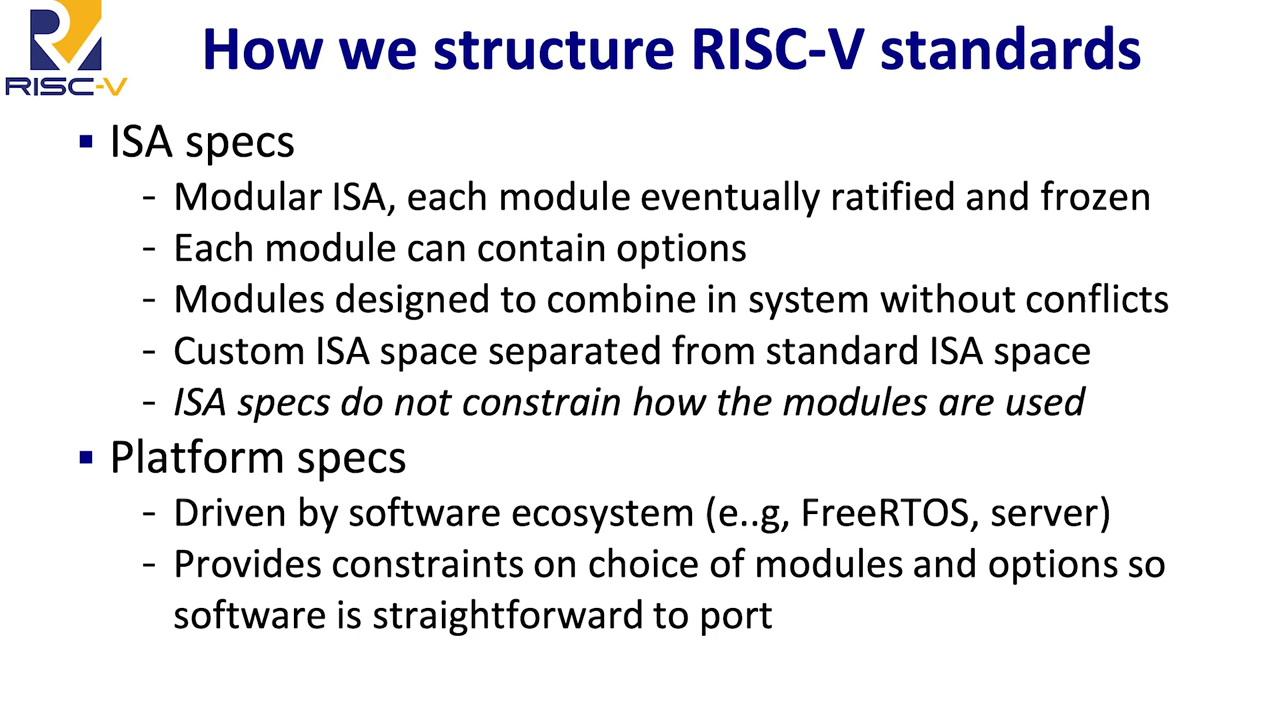 RISC-V
How we structure RISC-V standards
▪ ISA specs
- Modular ISA, each module eventually ratified and frozen
- Each module can contain options
- Modules designed to combine in system without conflicts
- Custom ISA space separated from standard ISA space
- ISA specs do not constrain how the modules are used
▪ Platform specs
- Driven by software ecosystem (e..g, FreeRTOS, server)
- Provides constraints on choice of modules and options so
software is straightforward to port